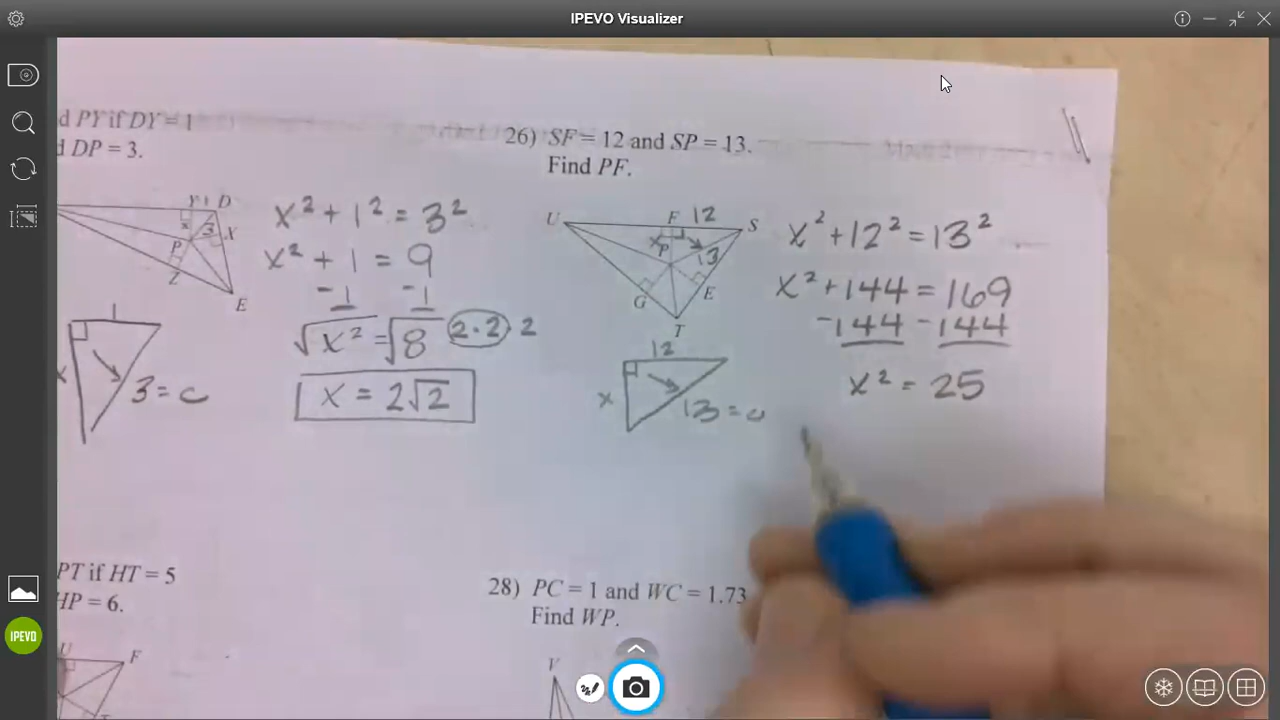 IPEVO Visualizer
d PY if DY = 1
d DP = 3.
Y 1 D
x 3 X
P
Z
E
1
x
3 = c
x² + 1² = 3²
x² + 1 = 9
-1 -1
√x² = √8 2·2·2
x = 2√2
26) SF = 12 and SP = 13.
Find PF.
U F 12 S
x P 13
G E
T
12
x
13 = c
x² + 12² = 13²
x² + 144 = 169
-144 -144
x² = 25
PT if HT = 5
HP = 6.
U F
28) PC = 1 and WC = 1.73
Find WP.
V
IPEVO